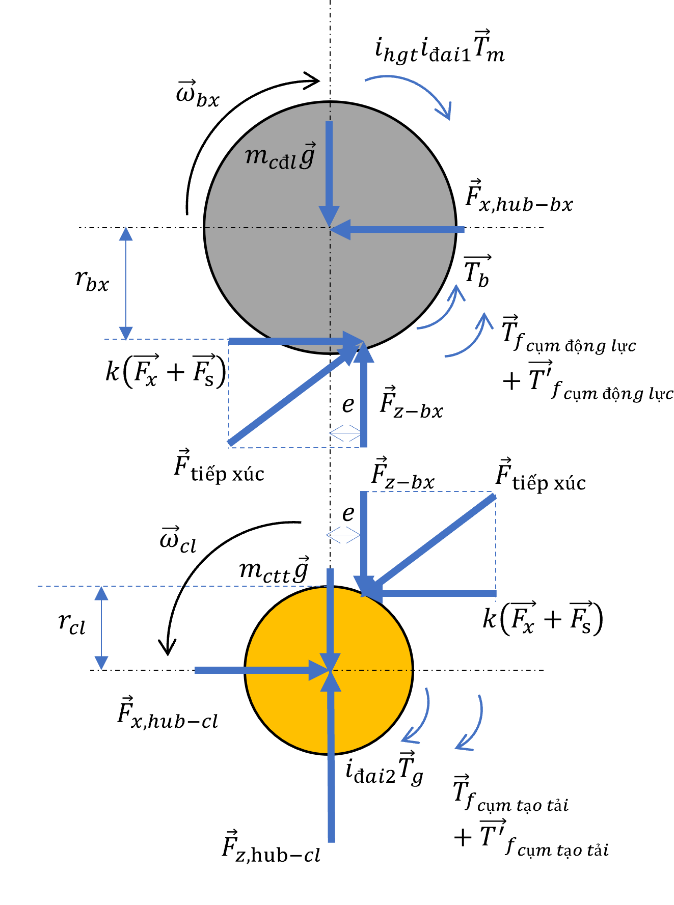 i_{hgt}i_{đai1}\vec{T}_m
\vec{ω}_{bx}
m_{cđl}\vec{g}
\vec{F}_{x,hub−bx}
r_{bx}
\vec{T_b}
\vec{T}_{f_{cụm động lực}}
+ \vec{T'}_{f_{cụm động lực}}
k(\vec{F_x} + \vec{F_s})
e
\vec{F}_{z−bx}
\vec{F}_{tiếp xúc}
\vec{F}_{z−bx}
\vec{F}_{tiếp xúc}
e
\vec{ω}_{cl}
m_{ctt}\vec{g}
r_{cl}
k(\vec{F_x} + \vec{F_s})
\vec{F}_{x,hub−cl}
i_{đai2}\vec{T}_g
\vec{T}_{f_{cụm tạo tải}}
+ \vec{T'}_{f_{cụm tạo tải}}
\vec{F}_{z,hub−cl}